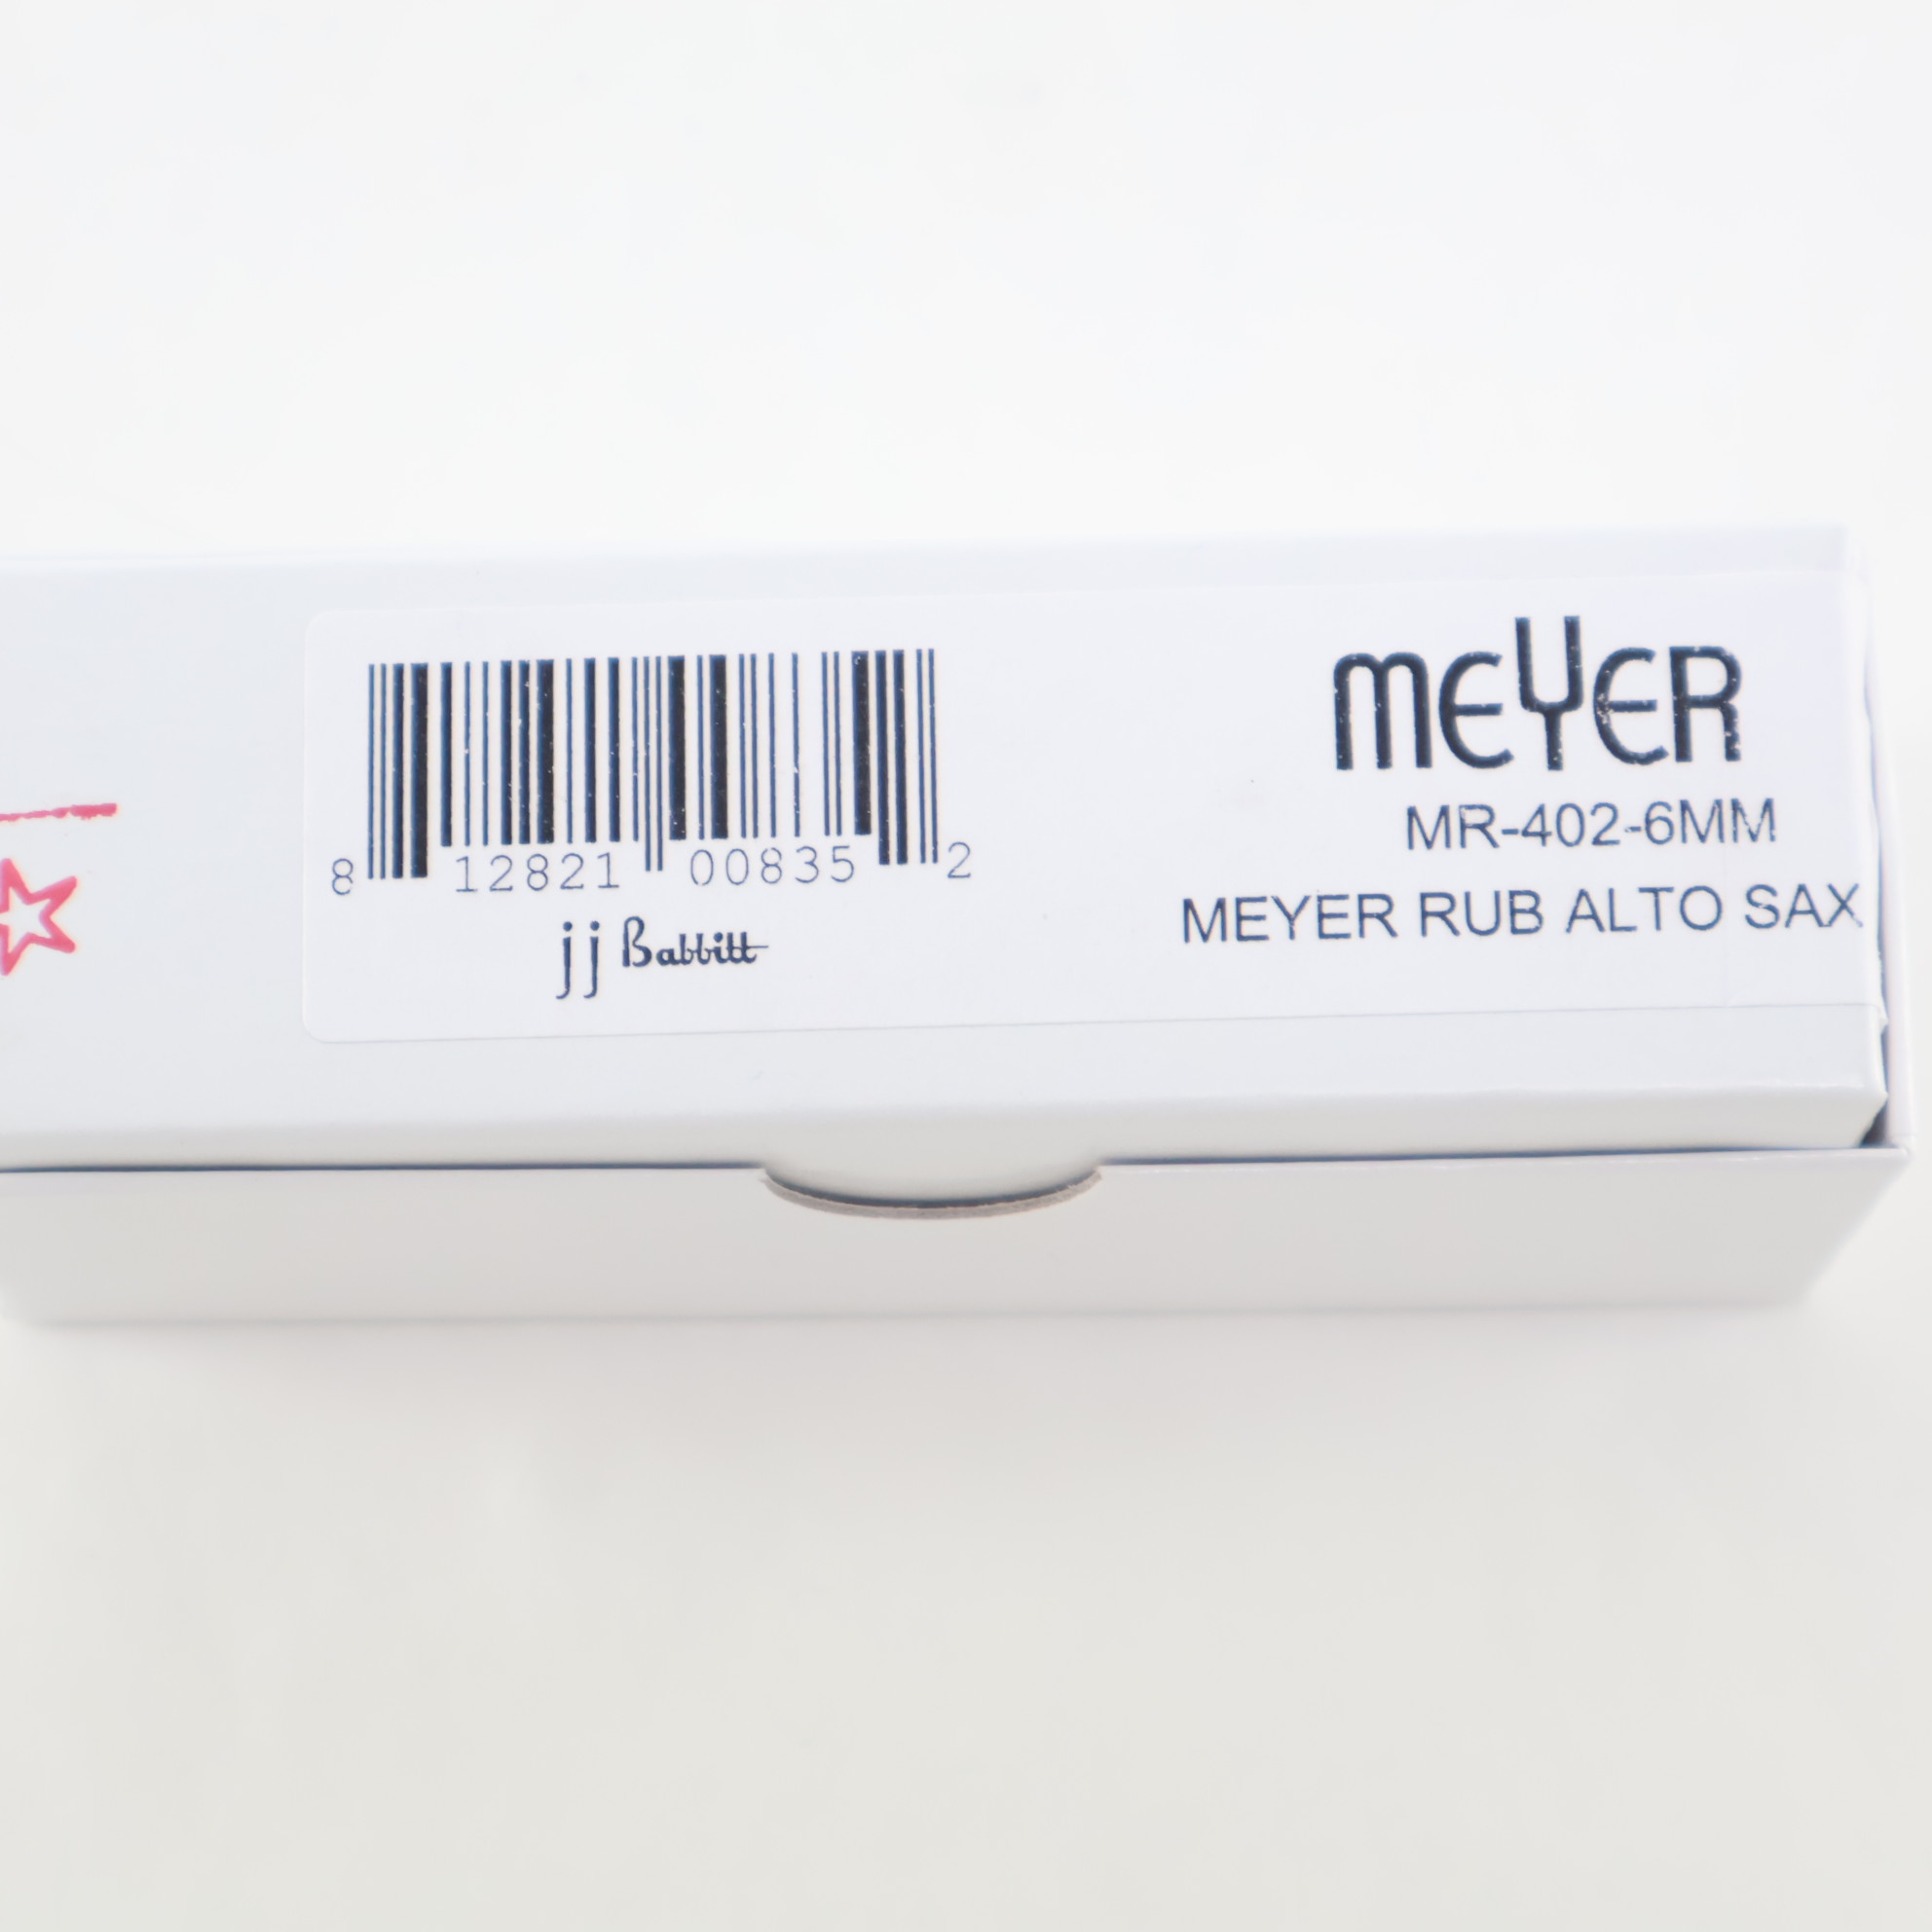 8 12821 00835 2
jj Babbitt
MEYER
MR-402-6MM
MEYER RUB ALTO SAX